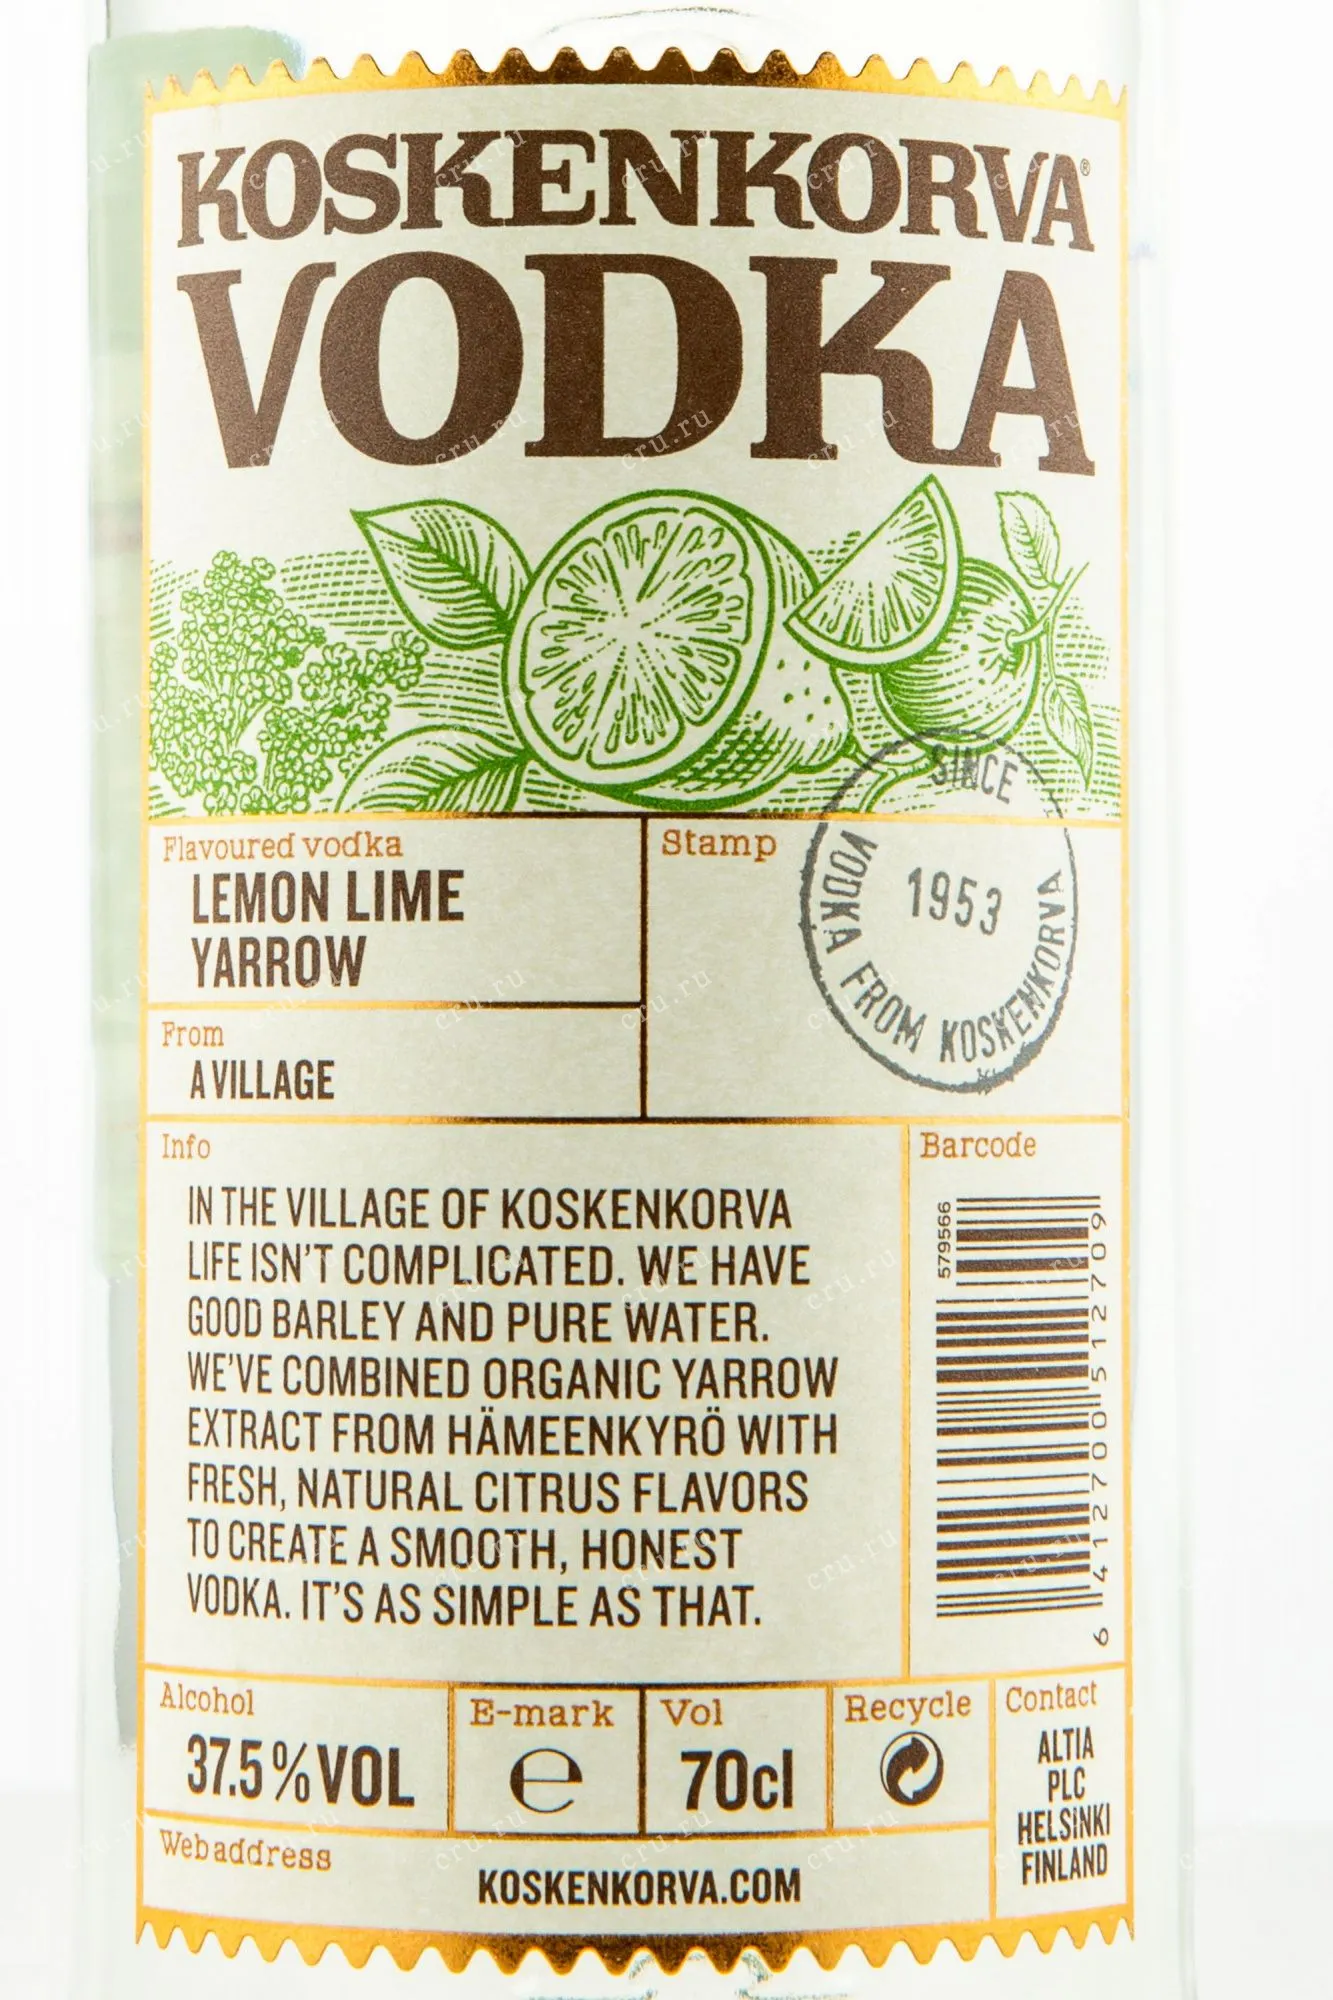 KOSKENKORVA®
VODKA
Flavoured vodka
LEMON LIME
YARROW
Stamp
SINCE
1953
VODKA FROM KOSKENKORVA
From
A VILLAGE
Info
IN THE VILLAGE OF KOSKENKORVA
LIFE ISN'T COMPLICATED. WE HAVE
GOOD BARLEY AND PURE WATER.
WE'VE COMBINED ORGANIC YARROW
EXTRACT FROM HÄMEENKYRÖ WITH
FRESH, NATURAL CITRUS FLAVORS
TO CREATE A SMOOTH, HONEST
VODKA. IT'S AS SIMPLE AS THAT.
Barcode
579566
6 412700 512709
Alcohol
37.5% VOL
E-mark
e
Vol
70cl
Recycle
Contact
ALTIA
PLC
HELSINKI
FINLAND
Web address
KOSKENKORVA.COM
cru.ru